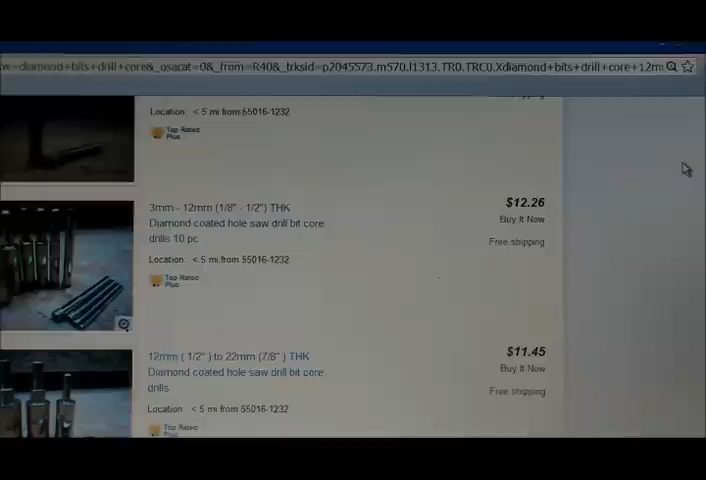 w=diamond+bits+drill+core&_osacat=0&_from=R40&_trksid=p2045573.m570.l1313.TR0.TRC0.Xdiamond+bits+drill+core+12m
Location: < 5 mi from 55016-1232
Top Rated
Plus
3mm - 12mm (1/8" - 1/2") THK
$12.26
Diamond coated hole saw drill bit core
Buy It Now
drills 10 pc
Free shipping
Location: < 5 mi from 55016-1232
Top Rated
Plus
12mm ( 1/2" ) to 22mm (7/8" ) THK
$11.45
Diamond coated hole saw drill bit core
Buy It Now
drills
Free shipping
Location: < 5 mi from 55016-1232
Top Rated
Plus